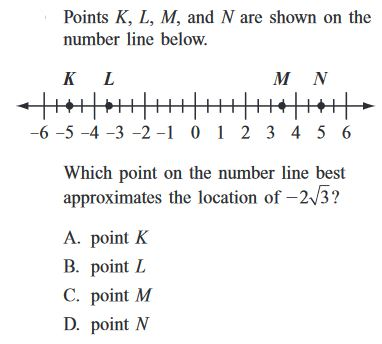 Points K, L, M, and N are shown on the
number line below.
K L M N
-6 -5 -4 -3 -2 -1 0 1 2 3 4 5 6
Which point on the number line best
approximates the location of −2√3?
A. point K
B. point L
C. point M
D. point N